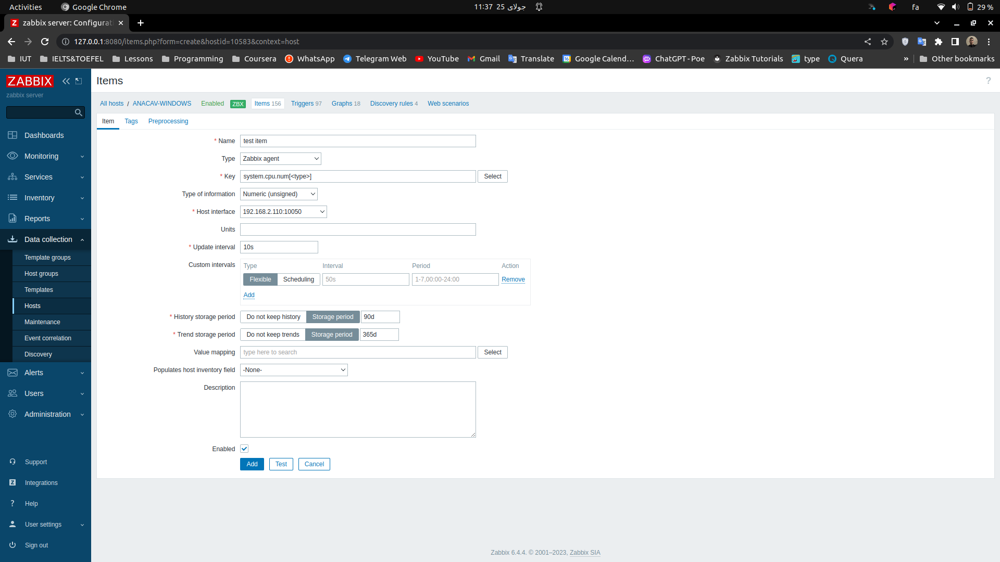 Activities
Google Chrome
11:37 25 جولای
fa
29 %
zabbix server: Configurati
127.0.0.1:8080/items.php?form=create&hostid=10583&context=host
IUT
IELTS&TOEFEL
Lessons
Programming
Coursera
WhatsApp
Telegram Web
YouTube
Gmail
Translate
Google Calend...
ChatGPT - Poe
Zabbix Tutorials
type
Quera
»
Other bookmarks
ZABBIX
zabbix server
Dashboards
Monitoring
Services
Inventory
Reports
Data collection
Template groups
Host groups
Templates
Hosts
Maintenance
Event correlation
Discovery
Alerts
Users
Administration
Support
Integrations
Help
User settings
Sign out
Items
?
All hosts / ANACAV-WINDOWS Enabled ZBX Items 156 Triggers 97 Graphs 18 Discovery rules 4 Web scenarios
Item Tags Preprocessing
* Name test item
Type Zabbix agent
* Key system.cpu.num[<type>] Select
Type of information Numeric (unsigned)
* Host interface 192.168.2.110:10050
Units
* Update interval 10s
Custom intervals Type Interval Period Action
Flexible Scheduling 50s 1-7,00:00-24:00 Remove
Add
* History storage period Do not keep history Storage period 90d
* Trend storage period Do not keep trends Storage period 365d
Value mapping type here to search Select
Populates host inventory field -None-
Description
Enabled
Add Test Cancel
Zabbix 6.4.4. © 2001–2023, Zabbix SIA